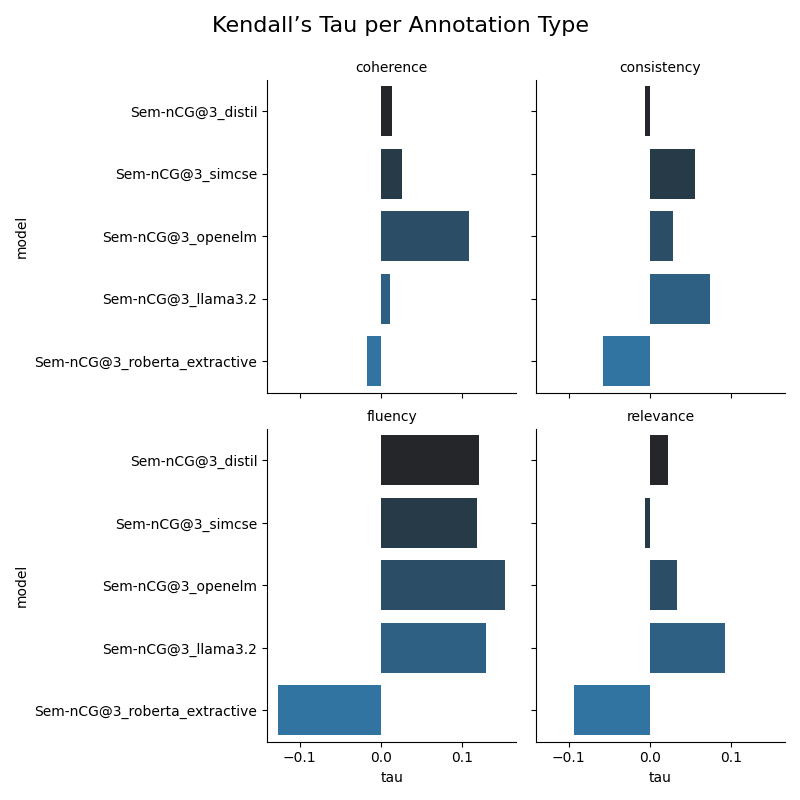 Kendall’s Tau per Annotation Type
coherence
consistency
Sem-nCG@3_distil
Sem-nCG@3_simcse
model
Sem-nCG@3_openelm
Sem-nCG@3_llama3.2
Sem-nCG@3_roberta_extractive
fluency
relevance
Sem-nCG@3_distil
Sem-nCG@3_simcse
model
Sem-nCG@3_openelm
Sem-nCG@3_llama3.2
Sem-nCG@3_roberta_extractive
−0.1 0.0 0.1
−0.1 0.0 0.1
tau
tau